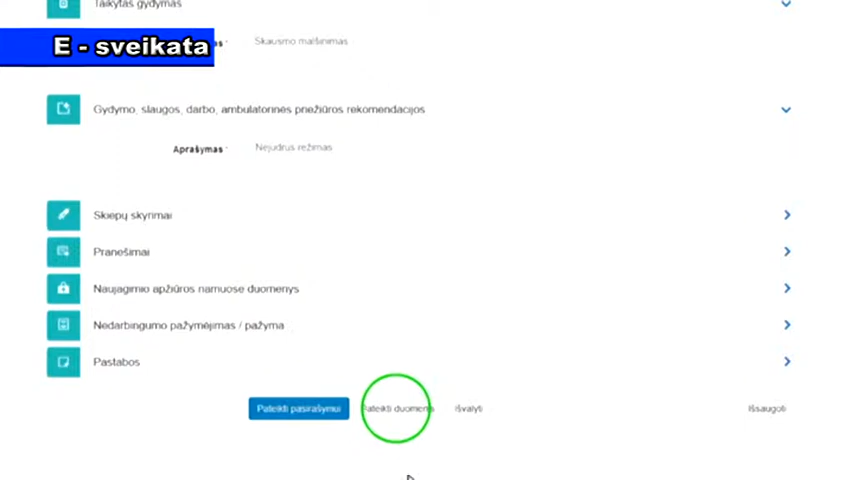 Taikytas gydymas
E - sveikata
Skausmo malšinimas
Gydymo, slaugos, darbo, ambulatorinės priežiūros rekomendacijos
Aprašymas
Nejudrus režimas
Skiepų skyrimai
Pranešimai
Naujagimio apžiūros namuose duomenys
Nedarbingumo pažymėjimas / pažyma
Pastabos
Pateikti pasirašymui Pateikti duomenis Išvalyti Išsaugoti